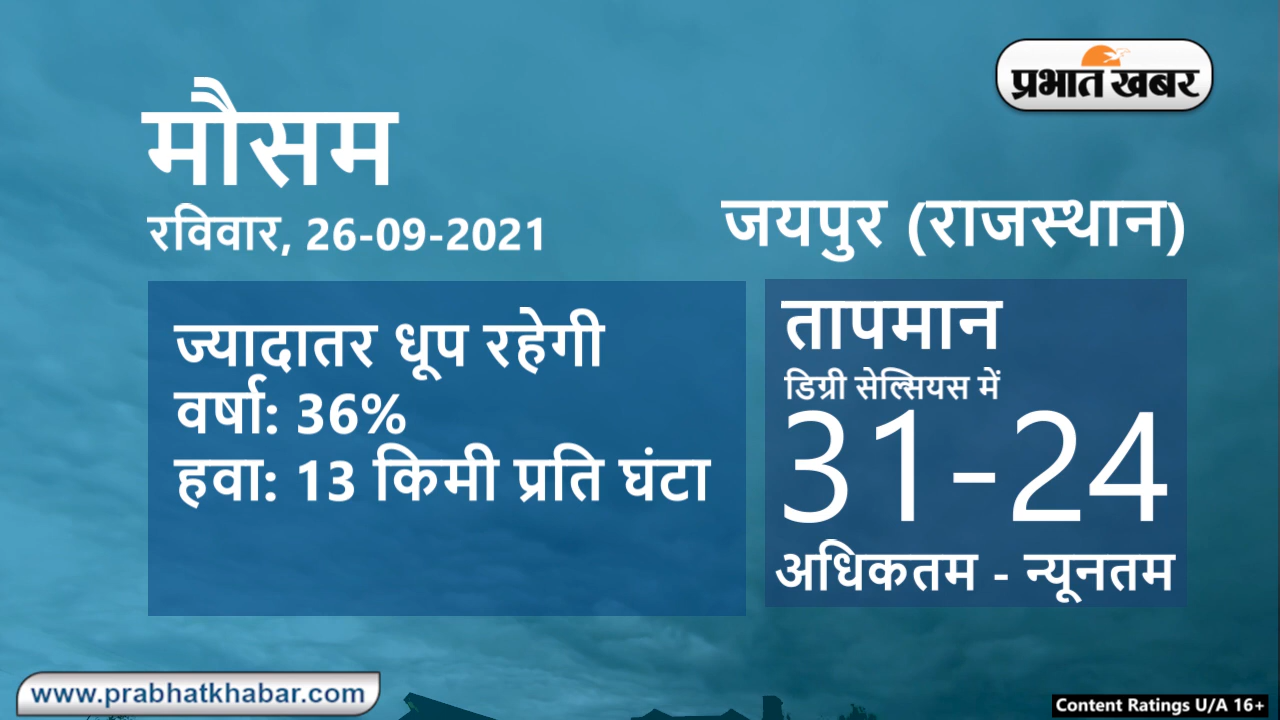 प्रभात खबर
मौसम
रविवार, 26-09-2021
जयपुर (राजस्थान)
ज्यादातर धूप रहेगी
वर्षा: 36%
हवा: 13 किमी प्रति घंटा
तापमान
डिग्री सेल्सियस में
31-24
अधिकतम - न्यूनतम
www.prabhatkhabar.com
Content Ratings U/A 16+